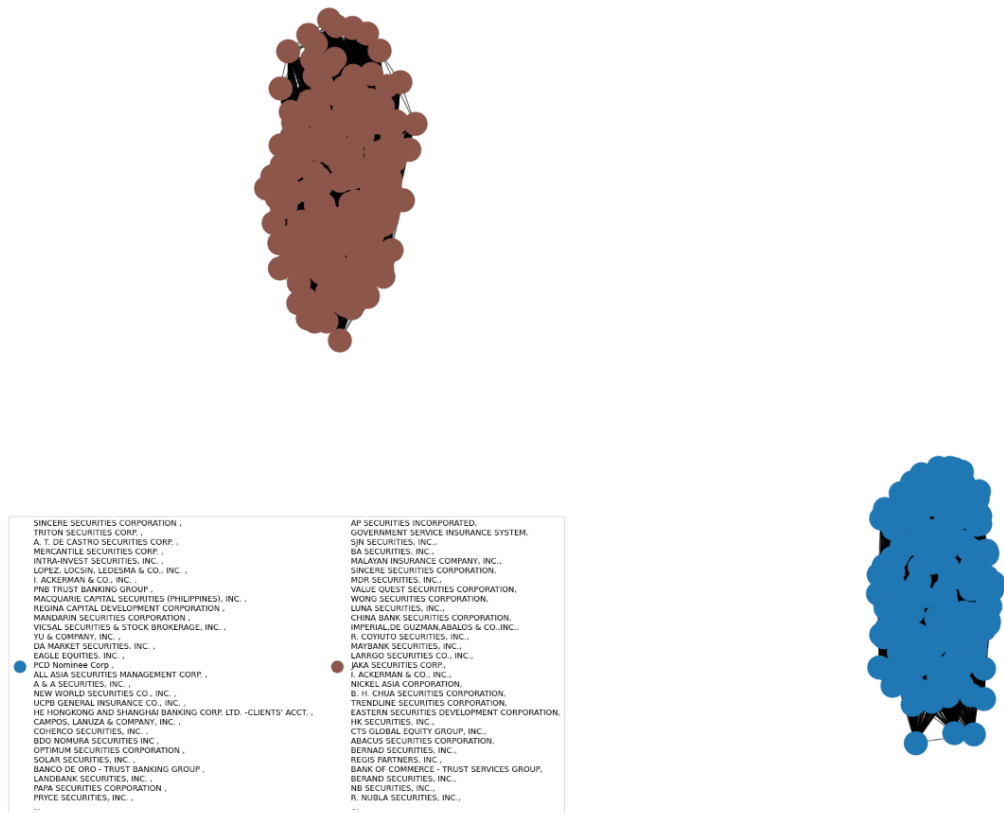 SINCERE SECURITIES CORPORATION ,
TRITON SECURITIES CORP. ,
A. T. DE CASTRO SECURITIES CORP. ,
MERCANTILE SECURITIES CORP. ,
INTRA-INVEST SECURITIES, INC. ,
LOPEZ, LOCSIN, LEDESMA & CO., INC. ,
I. ACKERMAN & CO., INC. ,
PNB TRUST BANKING GROUP ,
MACQUARIE CAPITAL SECURITIES (PHILIPPINES), INC. ,
REGINA CAPITAL DEVELOPMENT CORPORATION ,
MANDARIN SECURITIES CORPORATION ,
VICSAL SECURITIES & STOCK BROKERAGE, INC. ,
YU & COMPANY, INC. ,
DA MARKET SECURITIES, INC. ,
EAGLE EQUITIES, INC. ,
PCD Nominee Corp ,
ALL ASIA SECURITIES MANAGEMENT CORP. ,
A & A SECURITIES, INC. ,
NEW WORLD SECURITIES CO., INC. ,
UCPB GENERAL INSURANCE CO., INC. ,
HE HONGKONG AND SHANGHAI BANKING CORP. LTD. -CLIENTS' ACCT. ,
CAMPOS, LANUZA & COMPANY, INC. ,
COHERCO SECURITIES, INC. ,
BDO NOMURA SECURITIES INC ,
OPTIMUM SECURITIES CORPORATION ,
SOLAR SECURITIES, INC. ,
BANCO DE ORO - TRUST BANKING GROUP ,
LANDBANK SECURITIES, INC. ,
PAPA SECURITIES CORPORATION ,
PRYCE SECURITIES, INC. ,
...
AP SECURITIES INCORPORATED,
GOVERNMENT SERVICE INSURANCE SYSTEM,
SJN SECURITIES, INC.,
BA SECURITIES, INC.,
MALAYAN INSURANCE COMPANY, INC.,
SINCERE SECURITIES CORPORATION,
MDR SECURITIES, INC.,
VALUE QUEST SECURITIES CORPORATION,
WONG SECURITIES CORPORATION,
LUNA SECURITIES, INC.,
CHINA BANK SECURITIES CORPORATION,
IMPERIAL,DE GUZMAN,ABALOS & CO.,INC.,
R. COYIUTO SECURITIES, INC.,
MAYBANK SECURITIES, INC.,
LARRGO SECURITIES CO., INC.,
JAKA SECURITIES CORP.,
I. ACKERMAN & CO., INC.,
NICKEL ASIA CORPORATION,
B. H. CHUA SECURITIES CORPORATION,
TRENDLINE SECURITIES CORPORATION,
EASTERN SECURITIES DEVELOPMENT CORPORATION,
HK SECURITIES, INC.,
CTS GLOBAL EQUITY GROUP, INC.,
ABACUS SECURITIES CORPORATION,
BERNAD SECURITIES, INC.,
REGIS PARTNERS, INC.,
BANK OF COMMERCE - TRUST SERVICES GROUP,
BERAND SECURITIES, INC.,
NB SECURITIES, INC.,
R. NUBLA SECURITIES, INC.,
...